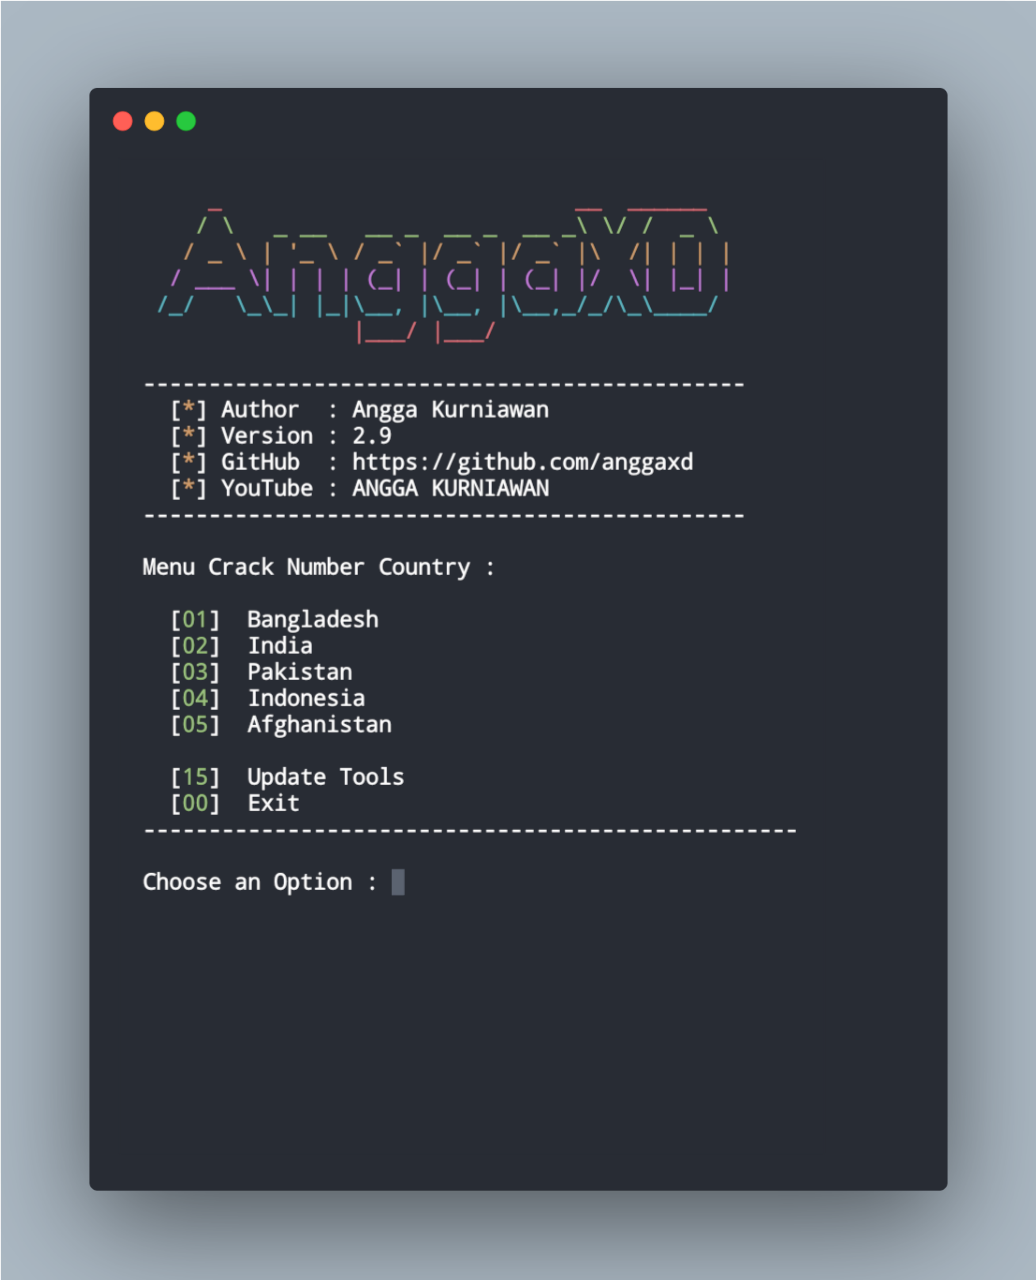 AnggaXD
---------------------------------------------- 
[*] Author  : Angga Kurniawan
[*] Version : 2.9
[*] GitHub  : https://github.com/anggaxd
[*] YouTube : ANGGA KURNIAWAN
----------------------------------------------
Menu Crack Number Country :
[01]  Bangladesh
[02]  India
[03]  Pakistan
[04]  Indonesia
[05]  Afghanistan
[15]  Update Tools
[00]  Exit
--------------------------------------------------
Choose an Option :